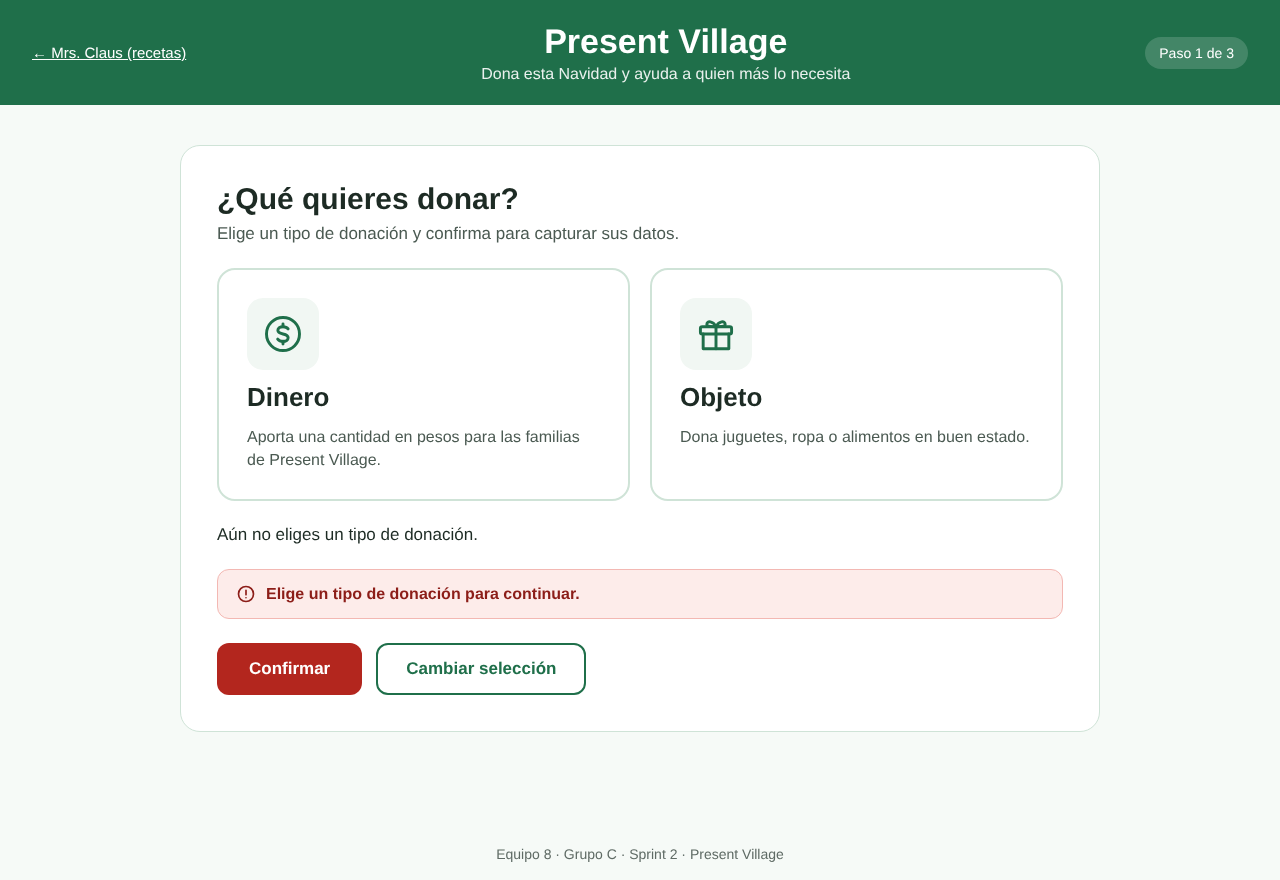 ← Mrs. Claus (recetas)
Present Village
Dona esta Navidad y ayuda a quien más lo necesita
Paso 1 de 3
¿Qué quieres donar?
Elige un tipo de donación y confirma para capturar sus datos.
Dinero
Aporta una cantidad en pesos para las familias
de Present Village.
Objeto
Dona juguetes, ropa o alimentos en buen estado.
Aún no eliges un tipo de donación.
Elige un tipo de donación para continuar.
Confirmar
Cambiar selección
Equipo 8 · Grupo C · Sprint 2 · Present Village